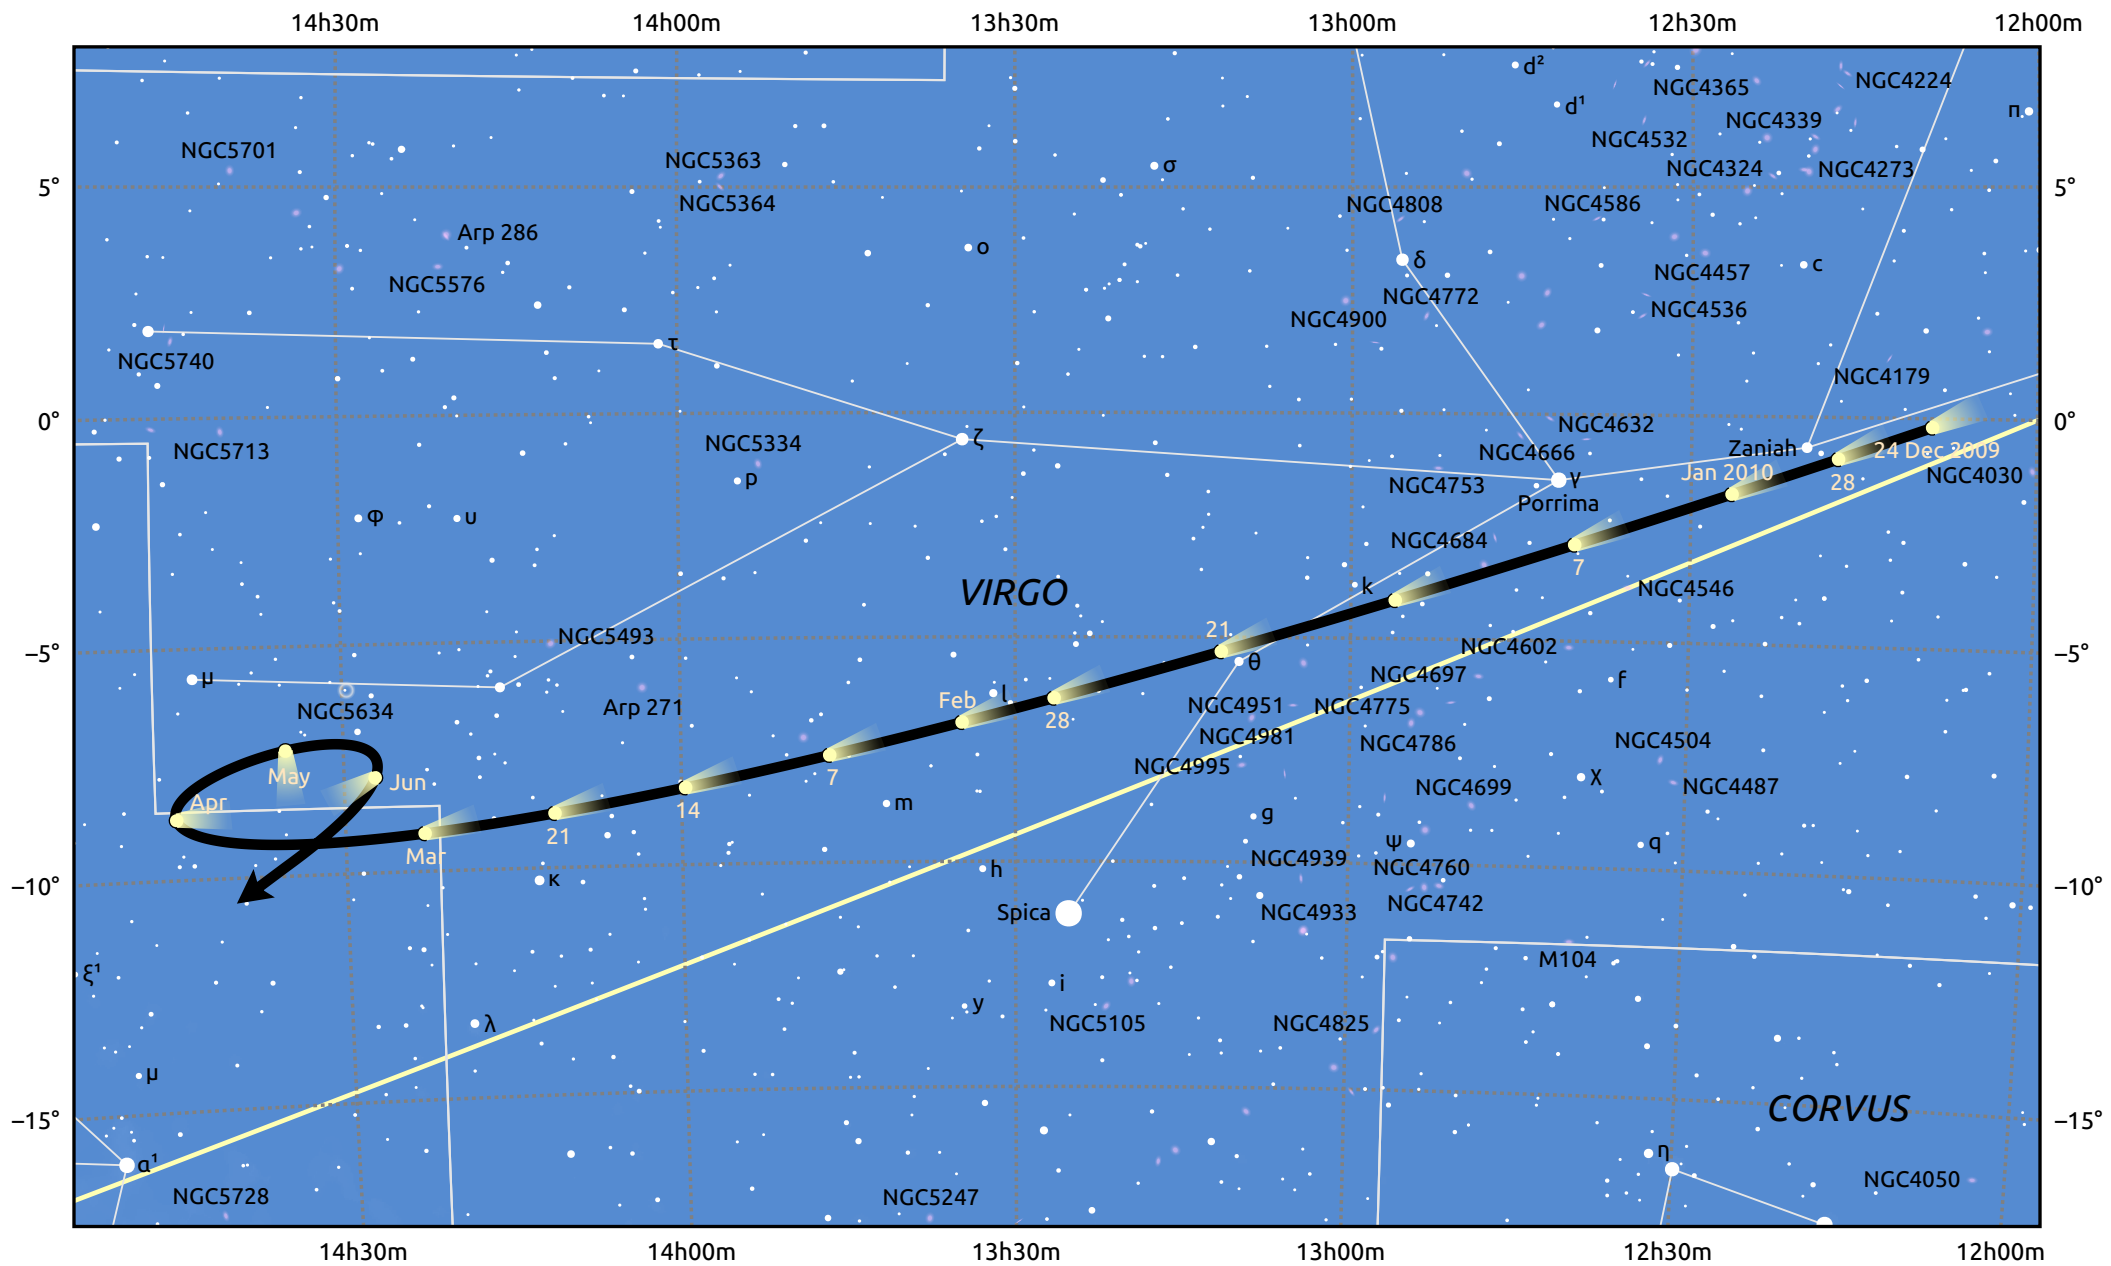 14h30m 14h00m 13h30m 13h00m 12h30m 12h00m
d² NGC4365 NGC4224
d¹ π
NGC4339
NGC4532
NGC5701 NGC5363 σ NGC4324 NGC4273
5° 5°
NGC5364 NGC4808 NGC4586
Arp 286
ο δ c
NGC5576 NGC4457
NGC4772
NGC4900 NGC4536
τ
NGC5740 NGC4179
0° 0°
NGC4632
NGC5713 NGC5334 ζ NGC4666 Zaniah 24 Dec 2009
p NGC4753 γ Jan 2010 28 NGC4030
Porrima
φ υ
NGC4684 7
VIRGO k NGC4546
21
NGC5493 NGC4602
−5° θ −5°
μ NGC4697 f
Feb l
NGC5634 Arp 271 28 NGC4951 NGC4775
NGC4981 NGC4786 NGC4504
NGC4995
May Jun 7 χ
NGC4699 NGC4487
Apr 14 m g
21 ψ q
Mar NGC4939 NGC4760
−10° κ h −10°
Spica NGC4933 NGC4742
M104
ξ¹ i
y
λ NGC5105 NGC4825
μ
CORVUS
−15° −15°
η
α¹
NGC5728 NGC5247 NGC4050
14h30m 14h00m 13h30m 13h00m 12h30m 12h00m